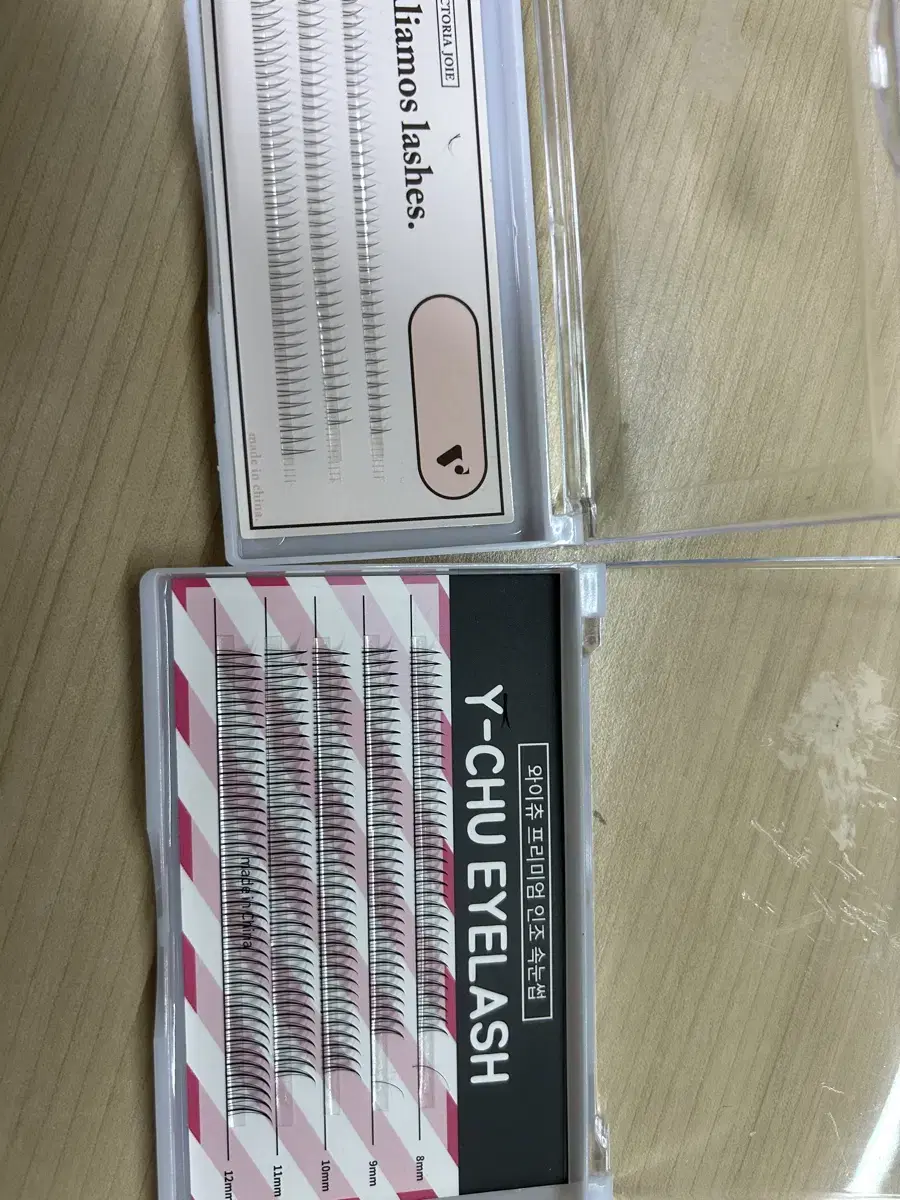 CTORIA JOIE
liamos lashes.
made in china.
와이츄 프리미엄 인조 속눈썹
Y-CHU EYELASH
8mm
9mm
10mm
11mm
12mm
made in China